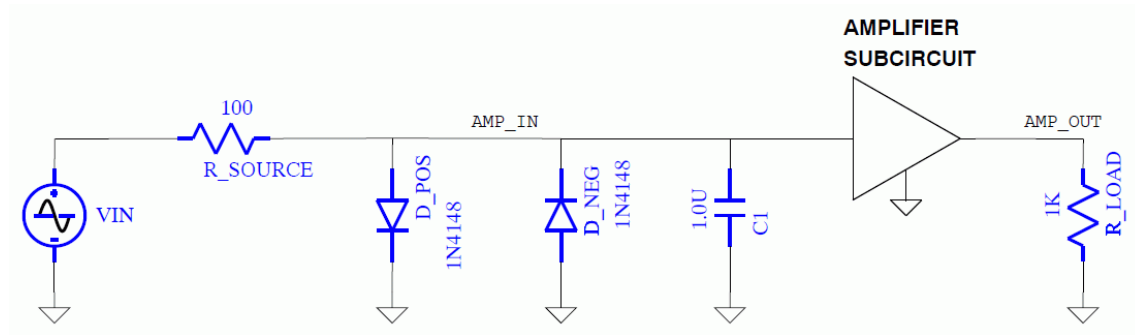 AMPLIFIER
SUBCIRCUIT
100
AMP_IN
AMP_OUT
R_SOURCE
VIN
D_POS
1N4148
D_NEG
1N4148
1.0U
C1
1K
R_LOAD